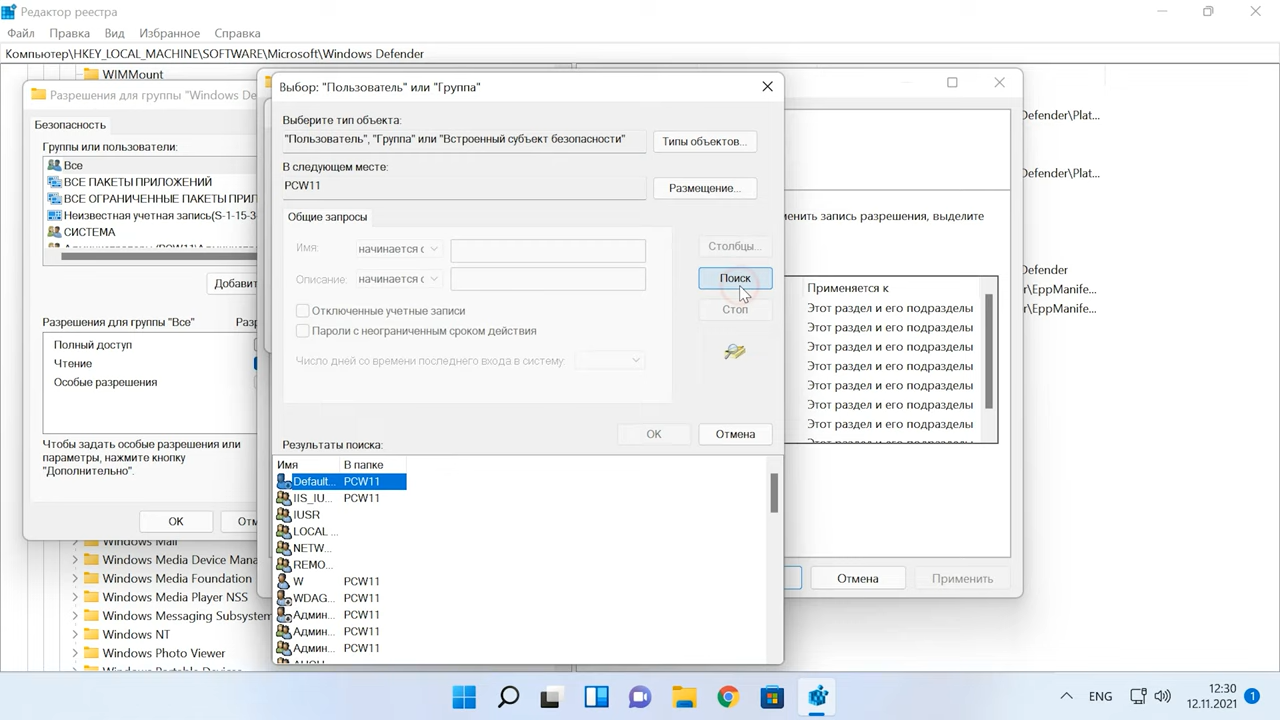 Редактор реестра
Файл Правка Вид Избранное Справка
Компьютер\HKEY_LOCAL_MACHINE\SOFTWARE\Microsoft\Windows Defender
WIMMount
Разрешения для группы "Windows De
Безопасность
Группы или пользователи:
Все
ВСЕ ПАКЕТЫ ПРИЛОЖЕНИЙ
ВСЕ ОГРАНИЧЕННЫЕ ПАКЕТЫ ПРИЛ
Неизвестная учетная запись(S-1-15-3
СИСТЕМА
Добавит
Разрешения для группы "Все" Раз
Полный доступ
Чтение
Особые разрешения
Чтобы задать особые разрешения или
параметры, нажмите кнопку
"Дополнительно".
OK Отм
Windows Mail
Windows Media Device Mana
Windows Media Foundation
Windows Media Player NSS
Windows Messaging Subsystem
Windows NT
Windows Photo Viewer
Windows Portable Devices
Выбор: "Пользователь" или "Группа"
Выберите тип объекта:
"Пользователь", "Группа" или "Встроенный субъект безопасности"
Типы объектов...
В следующем месте:
PCW11
Размещение...
Общие запросы
Имя: начинается с
Описание: начинается с
Отключенные учетные записи
Пароли с неограниченным сроком действия
Число дней со времени последнего входа в систему:
Столбцы...
Поиск
Стоп
OK Отмена
Результаты поиска:
Имя В папке
Default... PCW11
IIS_IU... PCW11
IUSR
LOCAL ...
NETW...
REMO...
W PCW11
WDAG... PCW11
Админ... PCW11
Админ... PCW11
Админ... PCW11
менить запись разрешения, выделите
Применяется к
Этот раздел и его подразделы
Этот раздел и его подразделы
Этот раздел и его подразделы
Этот раздел и его подразделы
Этот раздел и его подразделы
Этот раздел и его подразделы
Этот раздел и его подразделы
Отмена Применить
Defender\Plat...
Defender\Plat...
Defender
r\EppManife...
r\EppManife...
ENG
12:30
12.11.2021
1